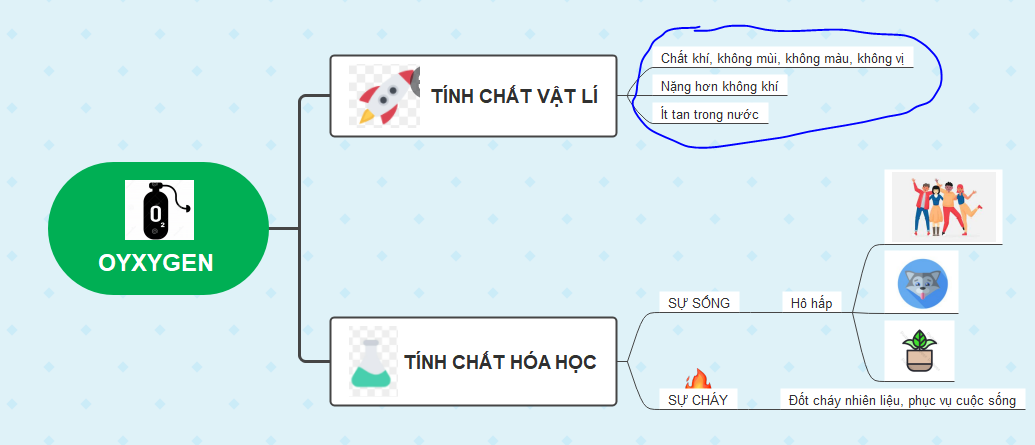 O
2
OYXYGEN
TÍNH CHẤT VẬT LÍ
Chất khí, không mùi, không màu, không vị
Nặng hơn không khí
Ít tan trong nước
TÍNH CHẤT HÓA HỌC
SỰ SỐNG
Hô hấp
SỰ CHÁY
Đốt cháy nhiên liệu, phục vụ cuộc sống